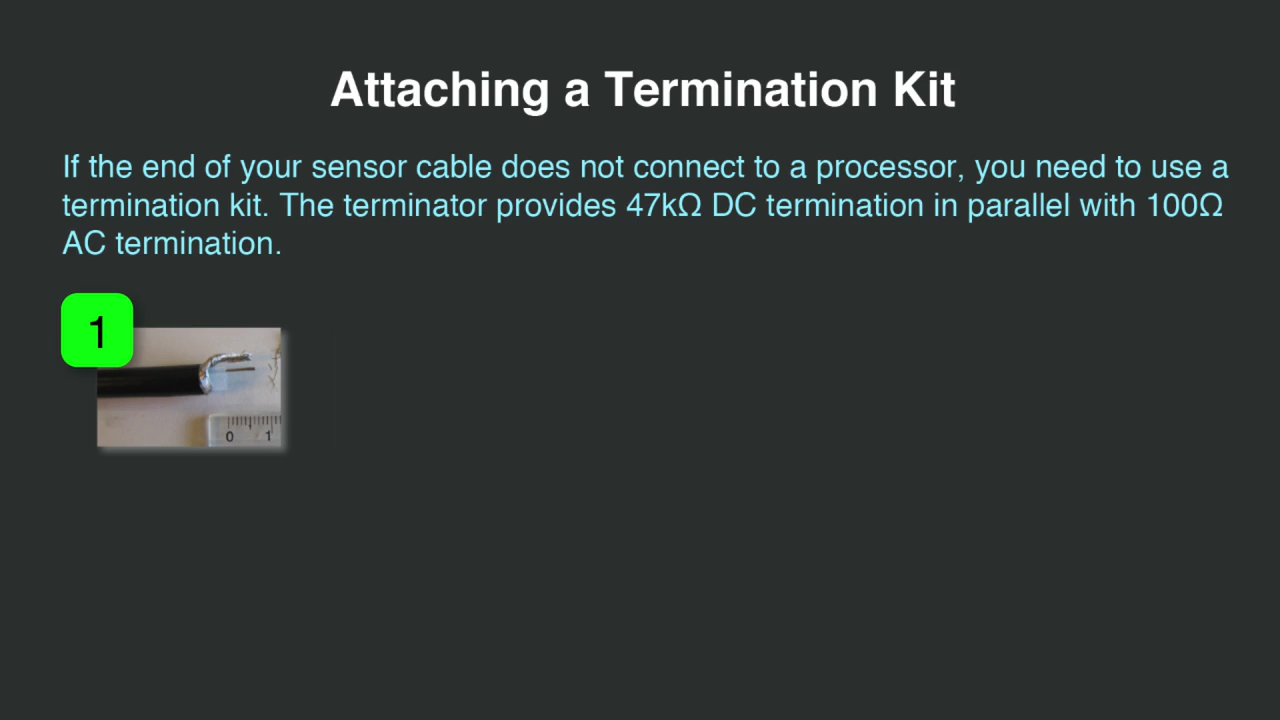 Attaching a Termination Kit
If the end of your sensor cable does not connect to a processor, you need to use a
termination kit. The terminator provides 47kΩ DC termination in parallel with 100Ω
AC termination.
1
0 1